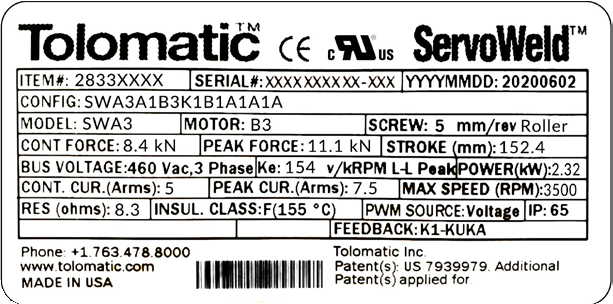 Tolomatic™ CE c RU US ServoWeld™
ITEM#: 2833XXXX SERIAL#:XXXXXXXXXX-XXX YYYYMMDD: 20200602
CONFIG: SWA3A1B3K1B1A1A1A
MODEL: SWA3 MOTOR: B3 SCREW: 5 mm/rev Roller
CONT FORCE: 8.4 kN PEAK FORCE: 11.1 kN STROKE (mm):152.4
BUS VOLTAGE:460 Vac,3 Phase Ke: 154 v/kRPM L-L Peak POWER(kW):2.32
CONT. CUR.(Arms): 5 PEAK CUR.(Arms): 7.5 MAX SPEED (RPM):3500
RES (ohms): 8.3 INSUL. CLASS:F(155 °C) PWM SOURCE:Voltage IP: 65
FEEDBACK: K1-KUKA
Phone: +1.763.478.8000
www.tolomatic.com
MADE IN USA
Tolomatic Inc.
Patent(s): US 7939979. Additional
Patent(s) applied for.